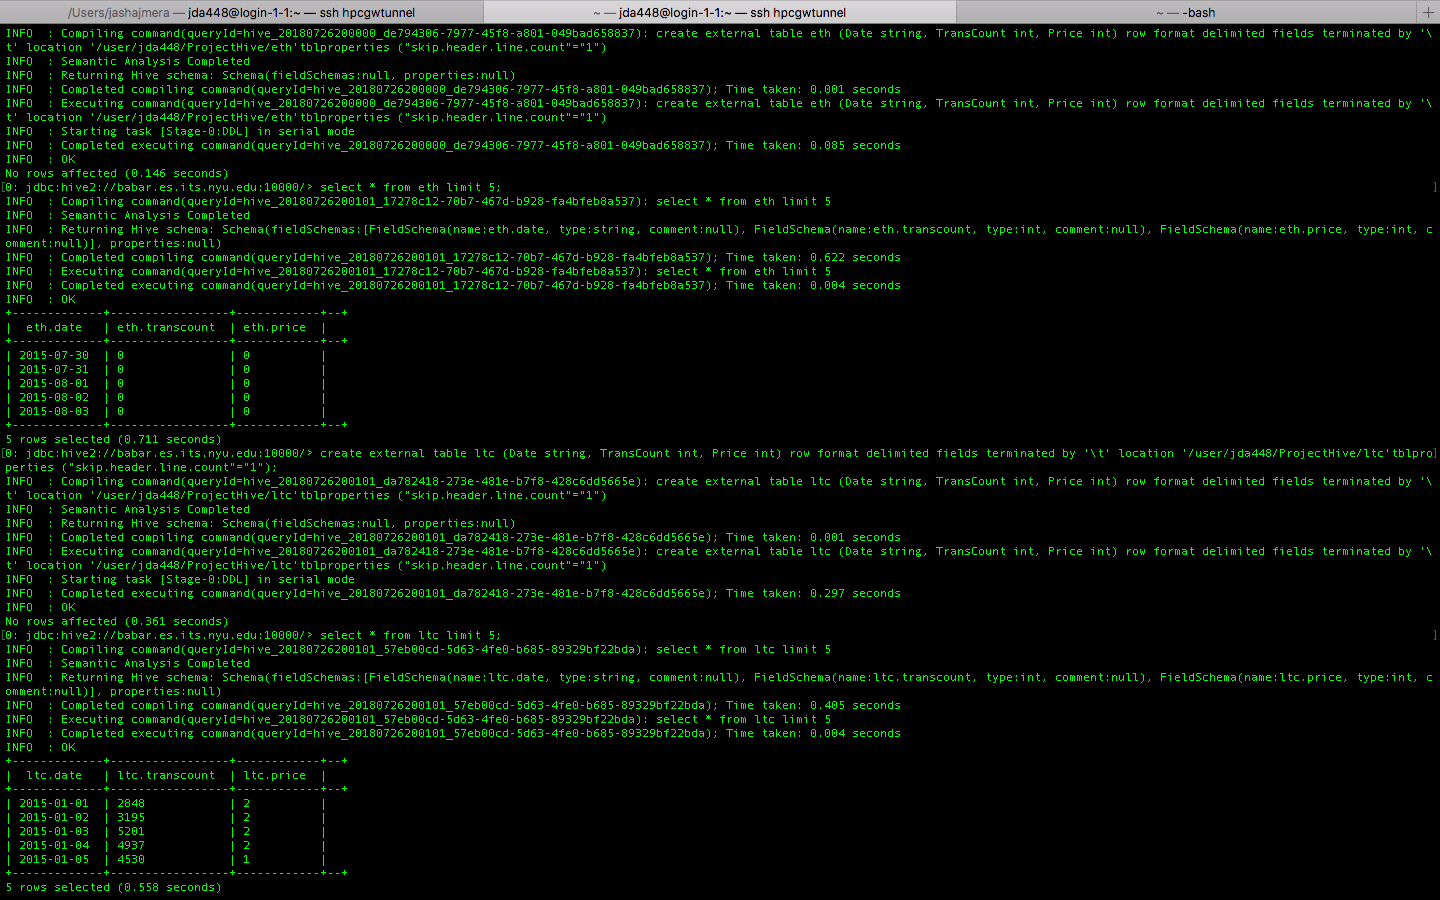 /Users/jashajmera — jda448@login-1-1:~ — ssh hpcgwtunnel
~ — jda448@login-1-1:~ — ssh hpcgwtunnel
~ — -bash
INFO  : Compiling command(queryId=hive_20180726200000_de794306-7977-45f8-a801-049bad658837): create external table eth (Date string, TransCount int, Price int) row format delimited fields terminated by '\
t' location '/user/jda448/ProjectHive/eth'tblproperties ("skip.header.line.count"="1")
INFO  : Semantic Analysis Completed
INFO  : Returning Hive schema: Schema(fieldSchemas:null, properties:null)
INFO  : Completed compiling command(queryId=hive_20180726200000_de794306-7977-45f8-a801-049bad658837); Time taken: 0.001 seconds
INFO  : Executing command(queryId=hive_20180726200000_de794306-7977-45f8-a801-049bad658837): create external table eth (Date string, TransCount int, Price int) row format delimited fields terminated by '\
t' location '/user/jda448/ProjectHive/eth'tblproperties ("skip.header.line.count"="1")
INFO  : Starting task [Stage-0:DDL] in serial mode
INFO  : Completed executing command(queryId=hive_20180726200000_de794306-7977-45f8-a801-049bad658837); Time taken: 0.085 seconds
INFO  : OK
No rows affected (0.146 seconds)
[0: jdbc:hive2://babar.es.its.nyu.edu:10000/> select * from eth limit 5; ]
INFO  : Compiling command(queryId=hive_20180726200101_17278c12-70b7-467d-b928-fa4bfeb8a537): select * from eth limit 5
INFO  : Semantic Analysis Completed
INFO  : Returning Hive schema: Schema(fieldSchemas:[FieldSchema(name:eth.date, type:string, comment:null), FieldSchema(name:eth.transcount, type:int, comment:null), FieldSchema(name:eth.price, type:int, c
omment:null)], properties:null)
INFO  : Completed compiling command(queryId=hive_20180726200101_17278c12-70b7-467d-b928-fa4bfeb8a537); Time taken: 0.622 seconds
INFO  : Executing command(queryId=hive_20180726200101_17278c12-70b7-467d-b928-fa4bfeb8a537): select * from eth limit 5
INFO  : Completed executing command(queryId=hive_20180726200101_17278c12-70b7-467d-b928-fa4bfeb8a537); Time taken: 0.004 seconds
INFO  : OK
+-------------+-----------------+------------+--+
|  eth.date   | eth.transcount  | eth.price  |
+-------------+-----------------+------------+--+
| 2015-07-30  | 0               | 0          |
| 2015-07-31  | 0               | 0          |
| 2015-08-01  | 0               | 0          |
| 2015-08-02  | 0               | 0          |
| 2015-08-03  | 0               | 0          |
+-------------+-----------------+------------+--+
5 rows selected (0.711 seconds)
[0: jdbc:hive2://babar.es.its.nyu.edu:10000/> create external table ltc (Date string, TransCount int, Price int) row format delimited fields terminated by '\t' location '/user/jda448/ProjectHive/ltc'tblpro]
perties ("skip.header.line.count"="1");
INFO  : Compiling command(queryId=hive_20180726200101_da782418-273e-481e-b7f8-428c6dd5665e): create external table ltc (Date string, TransCount int, Price int) row format delimited fields terminated by '\
t' location '/user/jda448/ProjectHive/ltc'tblproperties ("skip.header.line.count"="1")
INFO  : Semantic Analysis Completed
INFO  : Returning Hive schema: Schema(fieldSchemas:null, properties:null)
INFO  : Completed compiling command(queryId=hive_20180726200101_da782418-273e-481e-b7f8-428c6dd5665e); Time taken: 0.001 seconds
INFO  : Executing command(queryId=hive_20180726200101_da782418-273e-481e-b7f8-428c6dd5665e): create external table ltc (Date string, TransCount int, Price int) row format delimited fields terminated by '\
t' location '/user/jda448/ProjectHive/ltc'tblproperties ("skip.header.line.count"="1")
INFO  : Starting task [Stage-0:DDL] in serial mode
INFO  : Completed executing command(queryId=hive_20180726200101_da782418-273e-481e-b7f8-428c6dd5665e); Time taken: 0.297 seconds
INFO  : OK
No rows affected (0.361 seconds)
[0: jdbc:hive2://babar.es.its.nyu.edu:10000/> select * from ltc limit 5; ]
INFO  : Compiling command(queryId=hive_20180726200101_57eb00cd-5d63-4fe0-b685-89329bf22bda): select * from ltc limit 5
INFO  : Semantic Analysis Completed
INFO  : Returning Hive schema: Schema(fieldSchemas:[FieldSchema(name:ltc.date, type:string, comment:null), FieldSchema(name:ltc.transcount, type:int, comment:null), FieldSchema(name:ltc.price, type:int, c
omment:null)], properties:null)
INFO  : Completed compiling command(queryId=hive_20180726200101_57eb00cd-5d63-4fe0-b685-89329bf22bda); Time taken: 0.405 seconds
INFO  : Executing command(queryId=hive_20180726200101_57eb00cd-5d63-4fe0-b685-89329bf22bda): select * from ltc limit 5
INFO  : Completed executing command(queryId=hive_20180726200101_57eb00cd-5d63-4fe0-b685-89329bf22bda); Time taken: 0.004 seconds
INFO  : OK
+-------------+-----------------+------------+--+
|  ltc.date   | ltc.transcount  | ltc.price  |
+-------------+-----------------+------------+--+
| 2015-01-01  | 2848            | 2          |
| 2015-01-02  | 3195            | 2          |
| 2015-01-03  | 5201            | 2          |
| 2015-01-04  | 4937            | 2          |
| 2015-01-05  | 4530            | 1          |
+-------------+-----------------+------------+--+
5 rows selected (0.558 seconds)